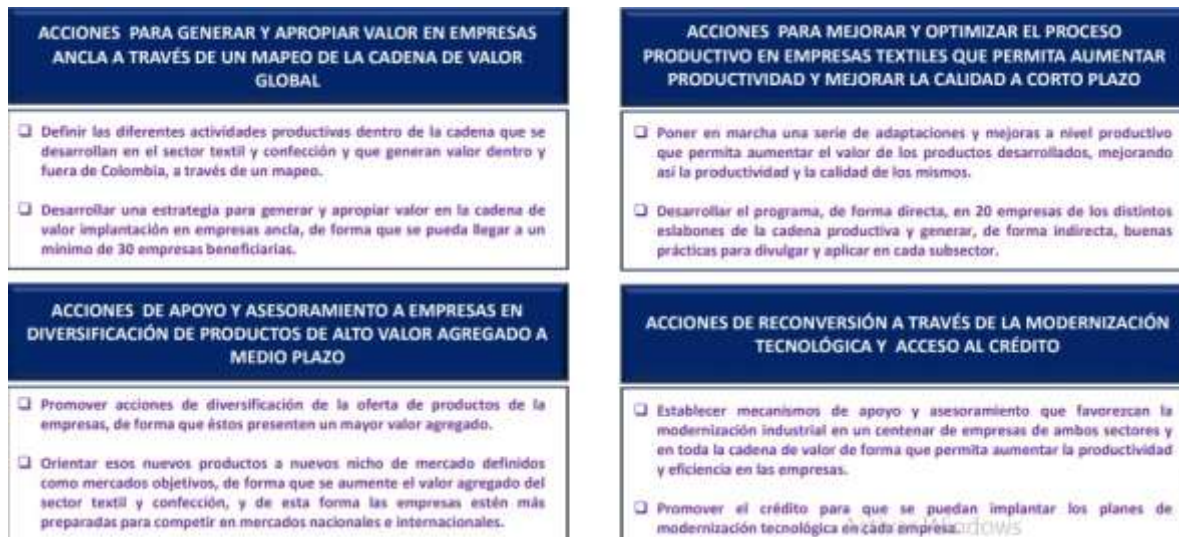 ACCIONES PARA GENERAR Y APROPIAR VALOR EN EMPRESAS
ANCLA A TRAVÉS DE UN MAPEO DE LA CADENA DE VALOR
GLOBAL
❑ Definir las diferentes actividades productivas dentro de la cadena que se
desarrollan en el sector textil y confección y que generan valor dentro y
fuera de Colombia, a través de un mapeo.
❑ Desarrollar una estrategia para generar y apropiar valor en la cadena de
valor implantación en empresas ancla, de forma que se pueda llegar a un
mínimo de 30 empresas beneficiarias.
ACCIONES PARA MEJORAR Y OPTIMIZAR EL PROCESO
PRODUCTIVO EN EMPRESAS TEXTILES QUE PERMITA AUMENTAR
PRODUCTIVIDAD Y MEJORAR LA CALIDAD A CORTO PLAZO
❑ Poner en marcha una serie de adaptaciones y mejoras a nivel productivo
que permita aumentar el valor de los productos desarrollados, mejorando
así la productividad y la calidad de los mismos.
❑ Desarrollar el programa, de forma directa, en 20 empresas de los distintos
eslabones de la cadena productiva y generar, de forma indirecta, buenas
prácticas para divulgar y aplicar en cada subsector.
ACCIONES DE APOYO Y ASESORAMIENTO A EMPRESAS EN
DIVERSIFICACIÓN DE PRODUCTOS DE ALTO VALOR AGREGADO A
MEDIO PLAZO
❑ Promover acciones de diversificación de la oferta de productos de la
empresas, de forma que éstos presenten un mayor valor agregado.
❑ Orientar esos nuevos productos a nuevos nicho de mercado definidos
como mercados objetivos, de forma que se aumente el valor agregado del
sector textil y confección, y de esta forma las empresas estén más
preparadas para competir en mercados nacionales e internacionales.
ACCIONES DE RECONVERSIÓN A TRAVÉS DE LA MODERNIZACIÓN
TECNOLÓGICA Y ACCESO AL CRÉDITO
❑ Establecer mecanismos de apoyo y asesoramiento que favorezcan la
modernización industrial en un centenar de empresas de ambos sectores y
en toda la cadena de valor de forma que permita aumentar la productividad
y eficiencia en las empresas.
❑ Promover el crédito para que se puedan implantar los planes de
modernización tecnológica en cada empresa.